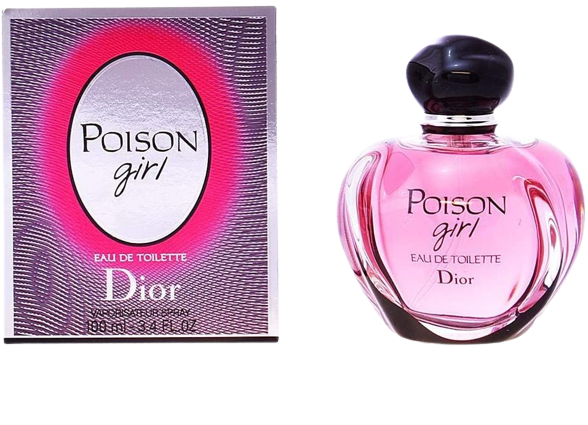 POISON
girl
EAU DE TOILETTE
Dior
VAPORISATEUR SPRAY
100 ml - 3.4 FL.OZ
POISON
girl
EAU DE TOILETTE
Dior